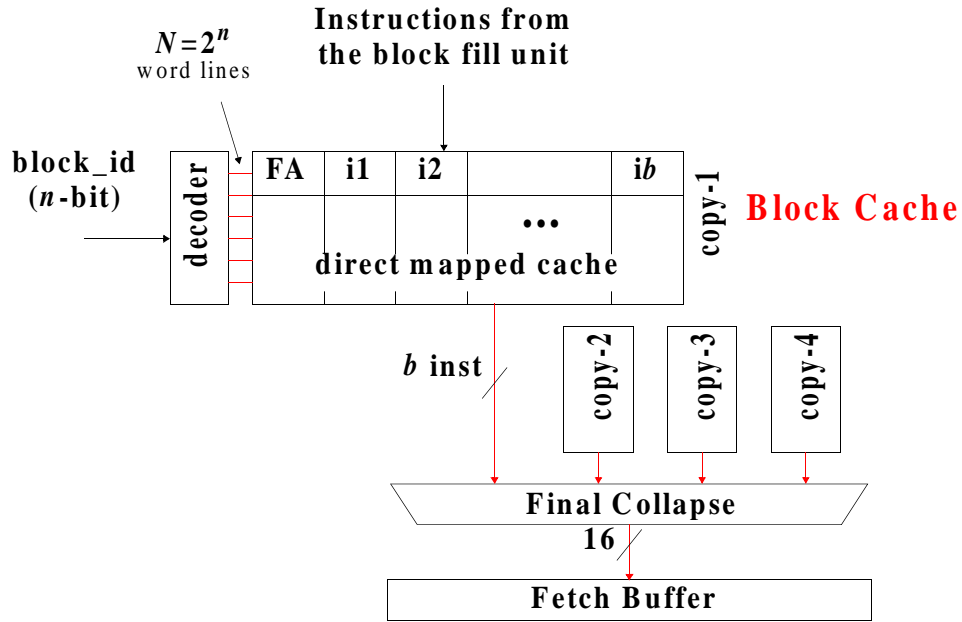 N=2^n
word lines
Instructions from
the block fill unit
block_id
(n-bit)
decoder
FA i1 i2 ib
•••
direct mapped cache
copy-1
Block Cache
b inst
copy-2
copy-3
copy-4
Final Collapse
16
Fetch Buffer